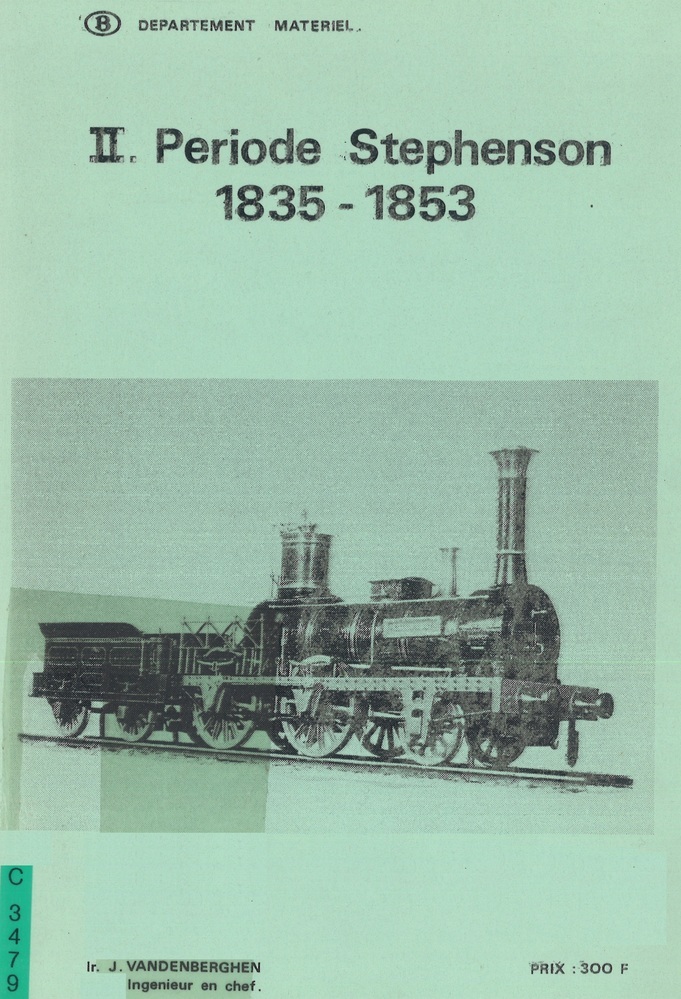 B DEPARTEMENT MATERIEL.
II. Periode Stephenson
1835 - 1853
C
3
4
7
9
Ir. J. VANDENBERGHEN
Ingenieur en chef.
PRIX : 300 F